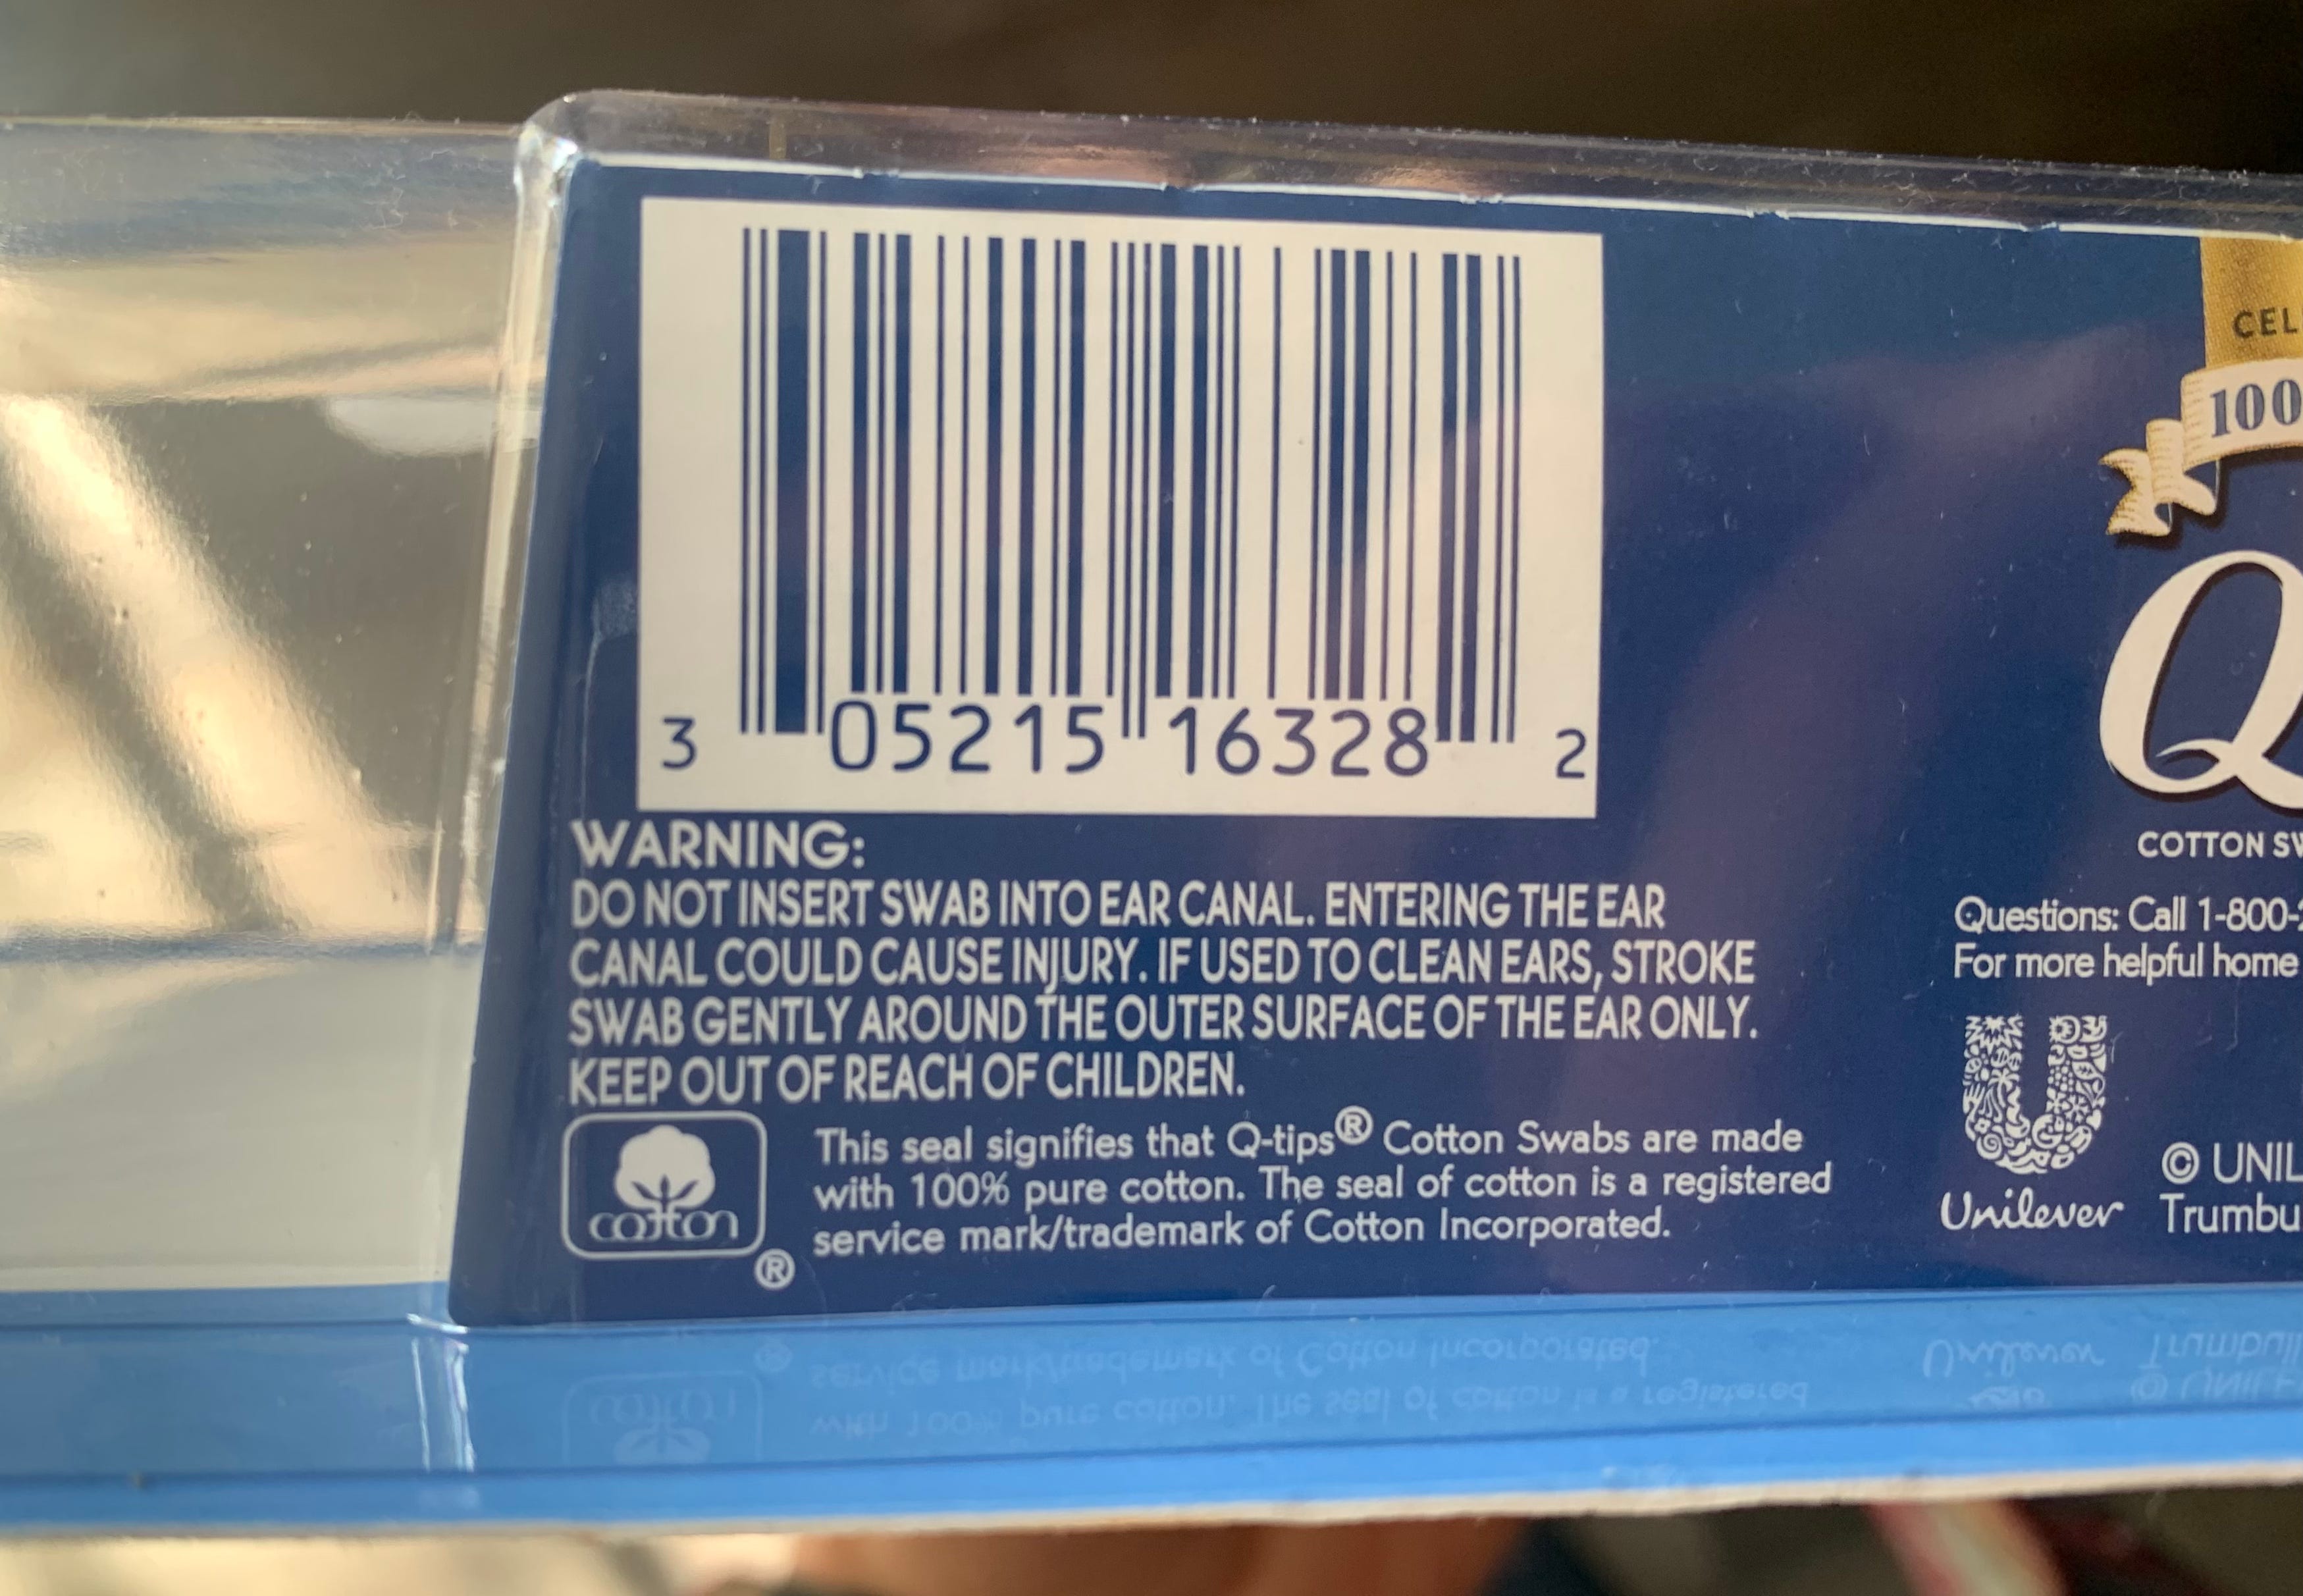 3 05215 16328 2
WARNING:
DO NOT INSERT SWAB INTO EAR CANAL. ENTERING THE EAR
CANAL COULD CAUSE INJURY. IF USED TO CLEAN EARS, STROKE
SWAB GENTLY AROUND THE OUTER SURFACE OF THE EAR ONLY.
KEEP OUT OF REACH OF CHILDREN.
cotton
®
This seal signifies that Q-tips® Cotton Swabs are made
with 100% pure cotton. The seal of cotton is a registered
service mark/trademark of Cotton Incorporated.
CEL
100
Q
COTTON SW
Questions: Call 1-800-2
For more helpful home
U
Unilever
© UNIL
Trumbu